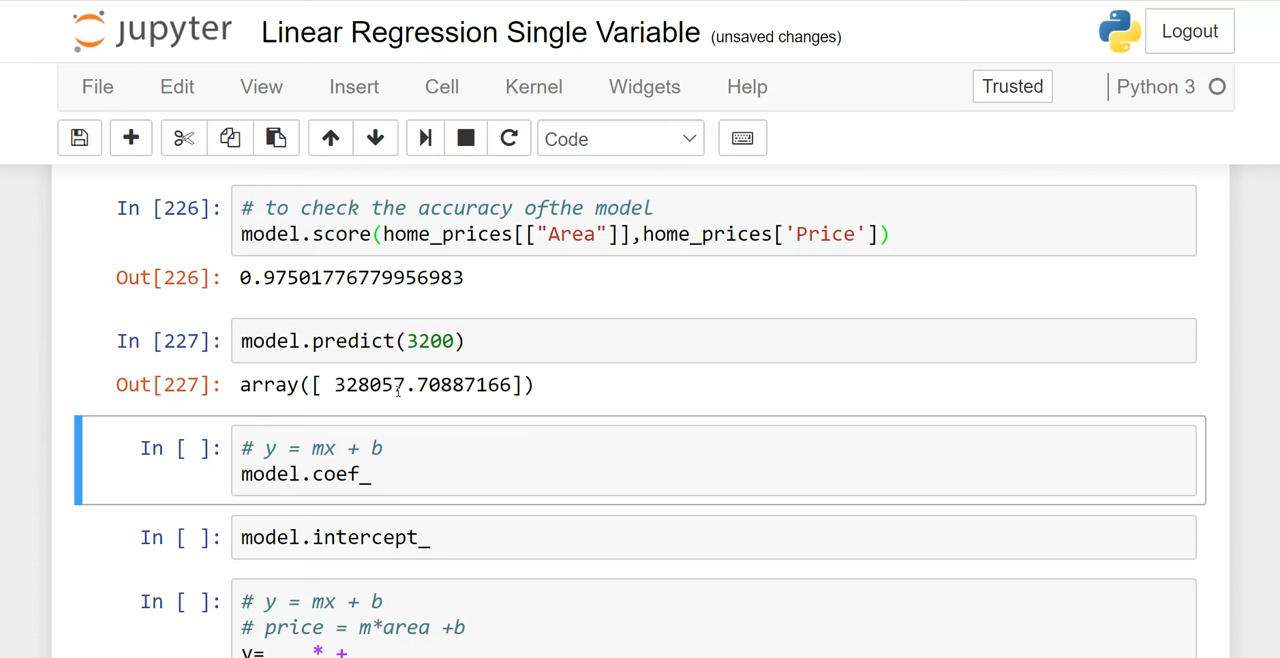 jupyter Linear Regression Single Variable (unsaved changes) Logout
File Edit View Insert Cell Kernel Widgets Help Trusted Python 3
Code
In [226]: # to check the accuracy ofthe model
model.score(home_prices[["Area"]],home_prices['Price'])
Out[226]: 0.97501776779956983
In [227]: model.predict(3200)
Out[227]: array([ 328057.70887166])
In [ ]: # y = mx + b
model.coef_
In [ ]: model.intercept_
In [ ]: # y = mx + b
# price = m*area +b
y= * +